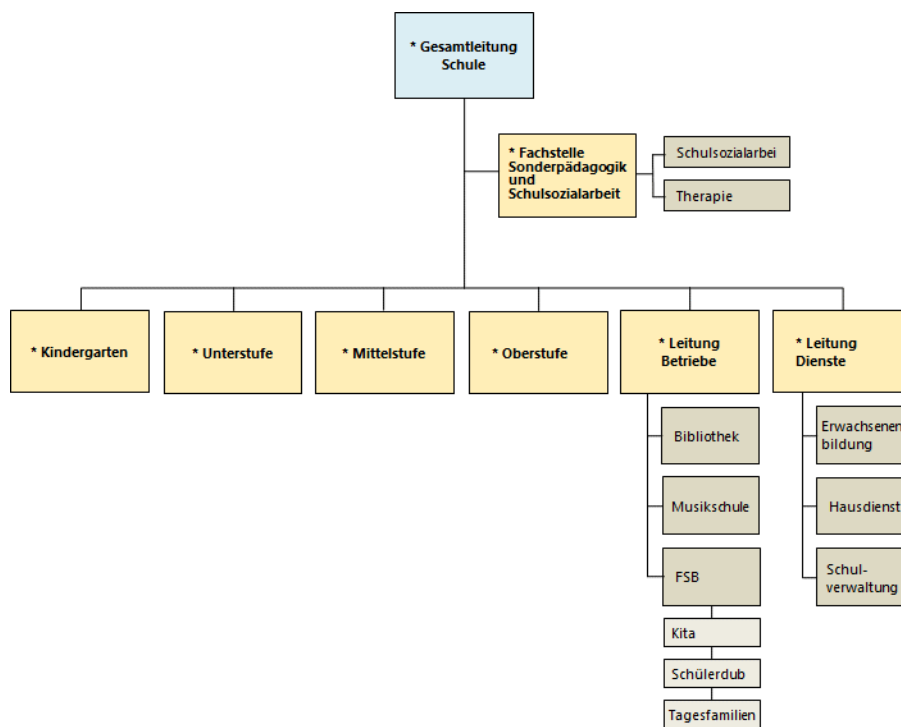 * Gesamtleitung
Schule
* Fachstelle
Sonderpädagogik
und
Schulsozialarbeit
Schulsozialarbei
Therapie
* Kindergarten
* Unterstufe
* Mittelstufe
* Oberstufe
* Leitung
Betriebe
* Leitung
Dienste
Bibliothek
Musikschule
FSB
Kita
Schülerdub
Tagesfamilien
Erwachsenen
bildung
Hausdienst
Schul-
verwaltung